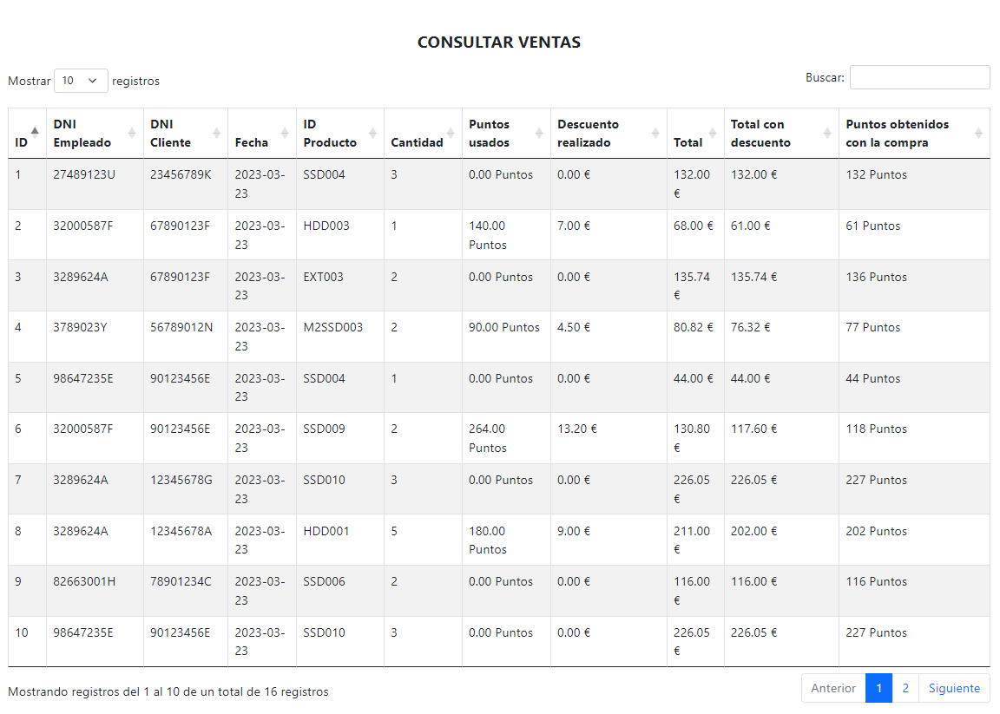 CONSULTAR VENTAS
Mostrar 10 registros
Buscar:
ID DNI Empleado DNI Cliente Fecha ID Producto Cantidad Puntos usados Descuento realizado Total Total con descuento Puntos obtenidos con la compra
1 27489123U 23456789K 2023-03-23 SSD004 3 0.00 Puntos 0.00 € 132.00 € 132.00 € 132 Puntos
2 32000587F 67890123F 2023-03-23 HDD003 1 140.00 Puntos 7.00 € 68.00 € 61.00 € 61 Puntos
3 3289624A 67890123F 2023-03-23 EXT003 2 0.00 Puntos 0.00 € 135.74 € 135.74 € 136 Puntos
4 3789023Y 56789012N 2023-03-23 M2SSD003 2 90.00 Puntos 4.50 € 80.82 € 76.32 € 77 Puntos
5 98647235E 90123456E 2023-03-23 SSD004 1 0.00 Puntos 0.00 € 44.00 € 44.00 € 44 Puntos
6 32000587F 90123456E 2023-03-23 SSD009 2 264.00 Puntos 13.20 € 130.80 € 117.60 € 118 Puntos
7 3289624A 12345678G 2023-03-23 SSD010 3 0.00 Puntos 0.00 € 226.05 € 226.05 € 227 Puntos
8 3289624A 12345678A 2023-03-23 HDD001 5 180.00 Puntos 9.00 € 211.00 € 202.00 € 202 Puntos
9 82663001H 78901234C 2023-03-23 SSD006 2 0.00 Puntos 0.00 € 116.00 € 116.00 € 116 Puntos
10 98647235E 90123456E 2023-03-23 SSD010 3 0.00 Puntos 0.00 € 226.05 € 226.05 € 227 Puntos
Mostrando registros del 1 al 10 de un total de 16 registros
Anterior 1 2 Siguiente